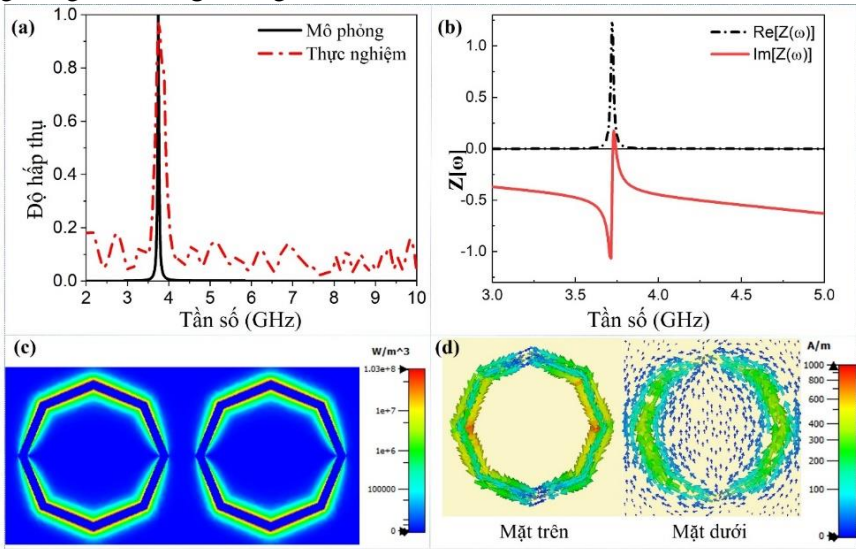 (a)
Mô phỏng
Thực nghiệm
Độ hấp thụ
1.0
0.8
0.6
0.4
0.2
0.0
2 3 4 5 6 7 8 9 10
Tần số (GHz)
(b)
Re[Z(ω)]
Im[Z(ω)]
Z[ω]
1.0
0.5
0.0
-0.5
-1.0
3.0 3.5 4.0 4.5 5.0
Tần số (GHz)
(c)
W/m^3
1.03e+8
1e+7
1e+6
100000
0
(d)
A/m
1000
800
600
400
300
200
100
0
Mặt trên
Mặt dưới